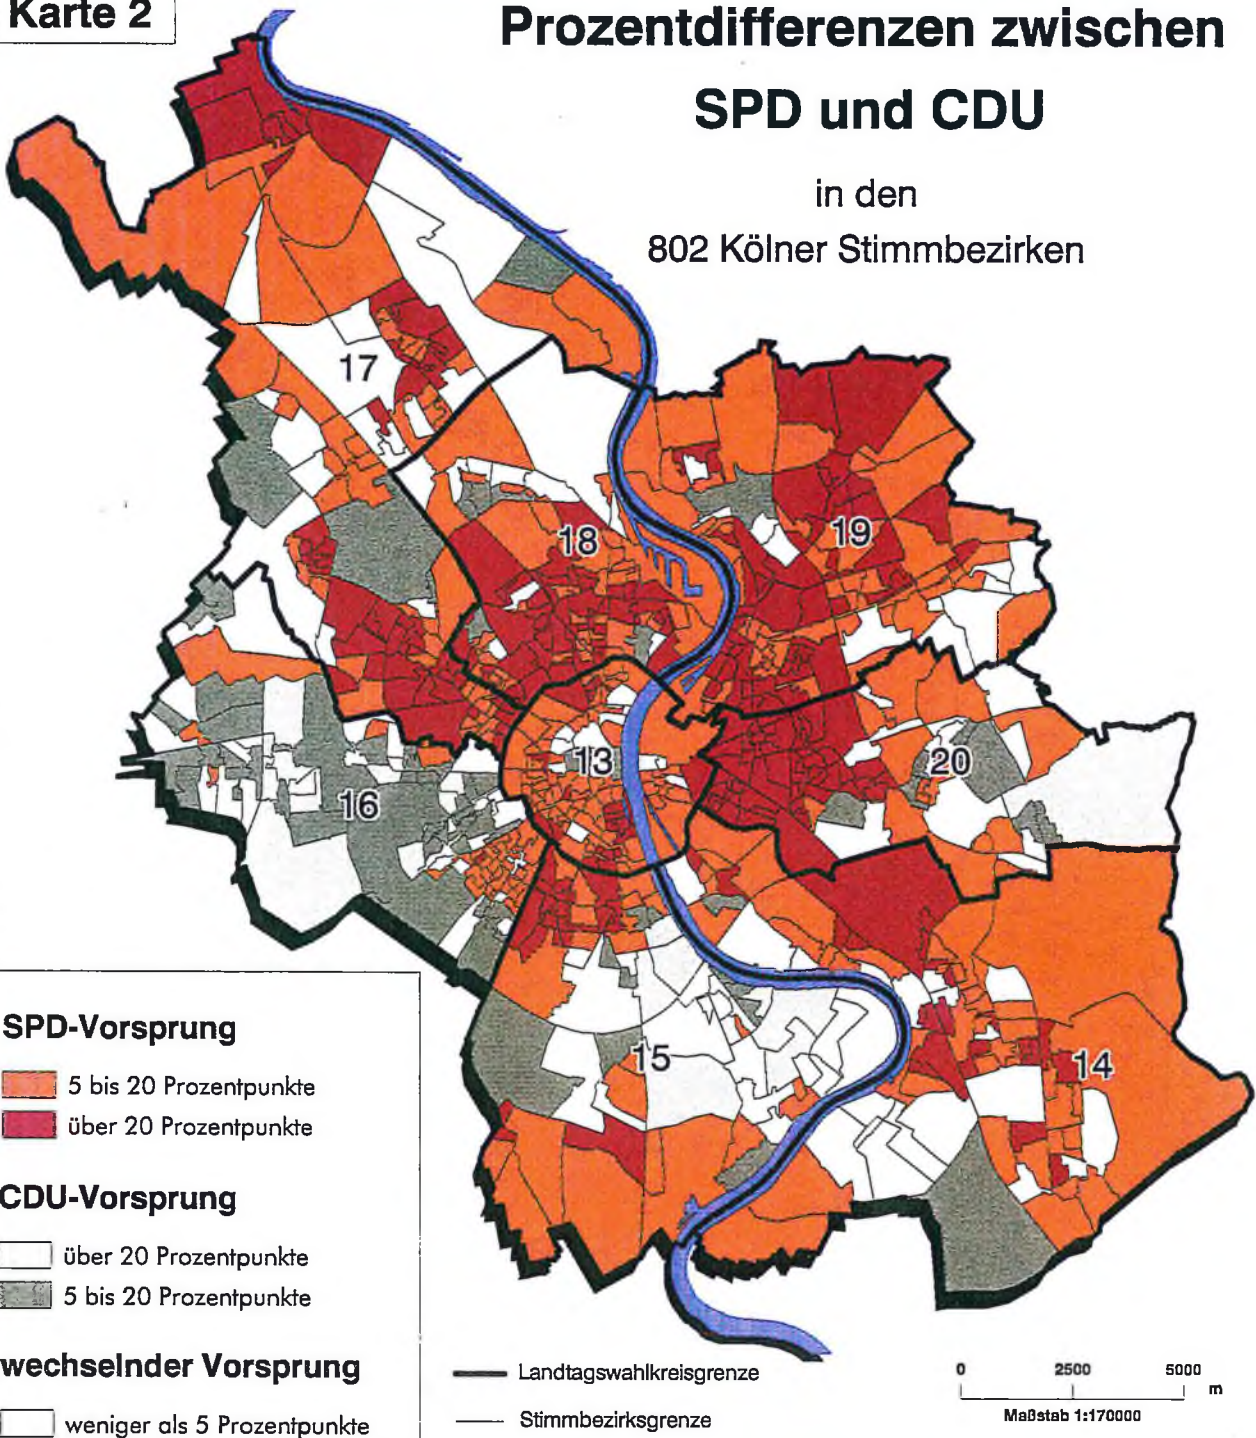 Karte 2
Prozentdifferenzen zwischen
SPD und CDU
in den
802 Kölner Stimmbezirken
17
18
19
13
20
16
15
14
SPD-Vorsprung
5 bis 20 Prozentpunkte
über 20 Prozentpunkte
CDU-Vorsprung
über 20 Prozentpunkte
5 bis 20 Prozentpunkte
wechselnder Vorsprung
weniger als 5 Prozentpunkte
Landtagswahlkreisgrenze
Stimmbezirksgrenze
0 2500 5000
m
Maßstab 1:170000